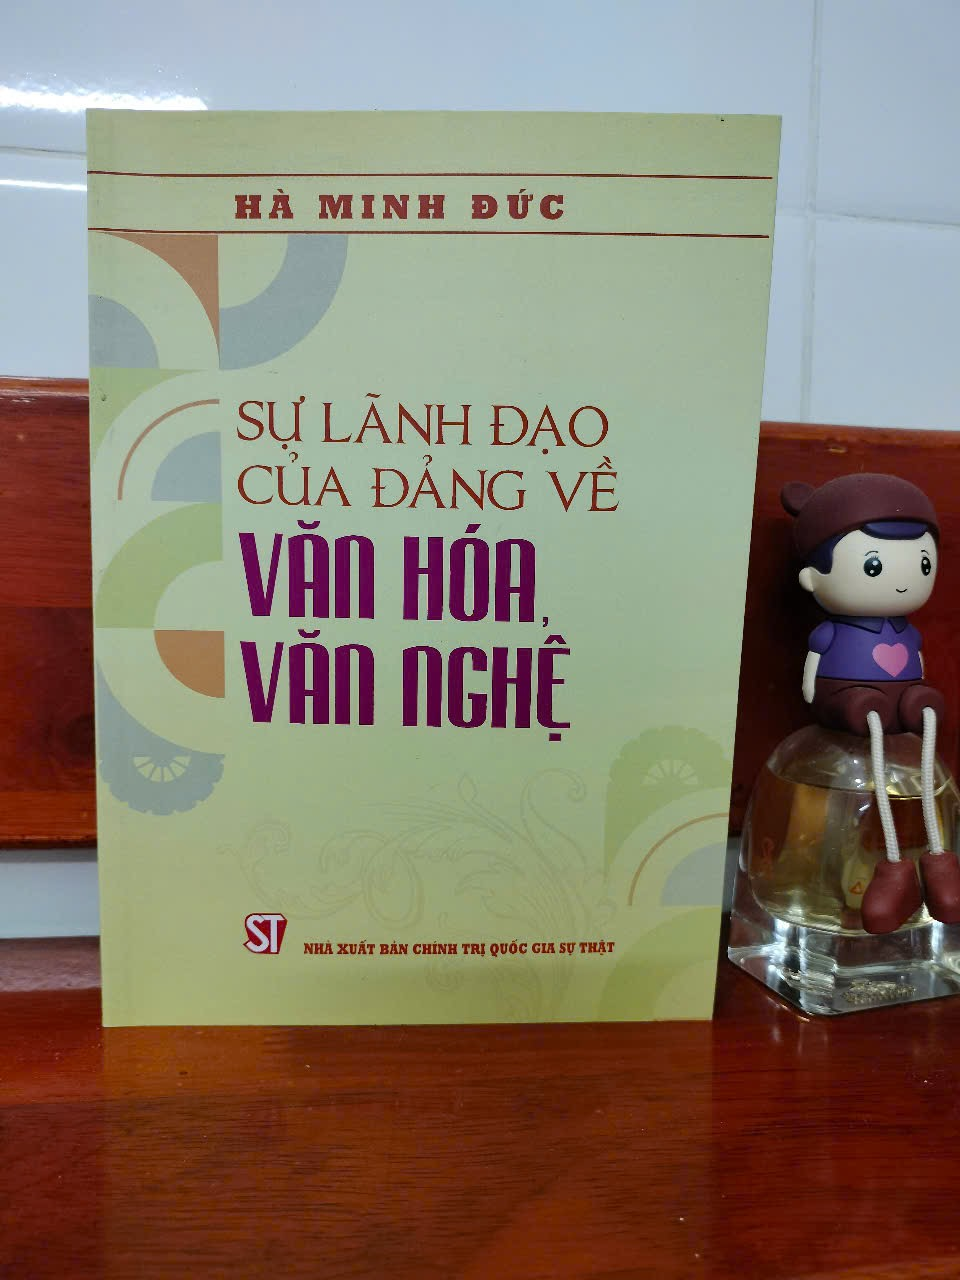 HÀ MINH ĐỨC
SỰ LÃNH ĐẠO
CỦA ĐẢNG VỀ
VĂN HÓA,
VĂN NGHỆ
ST
NHÀ XUẤT BẢN CHÍNH TRỊ QUỐC GIA SỰ THẬT